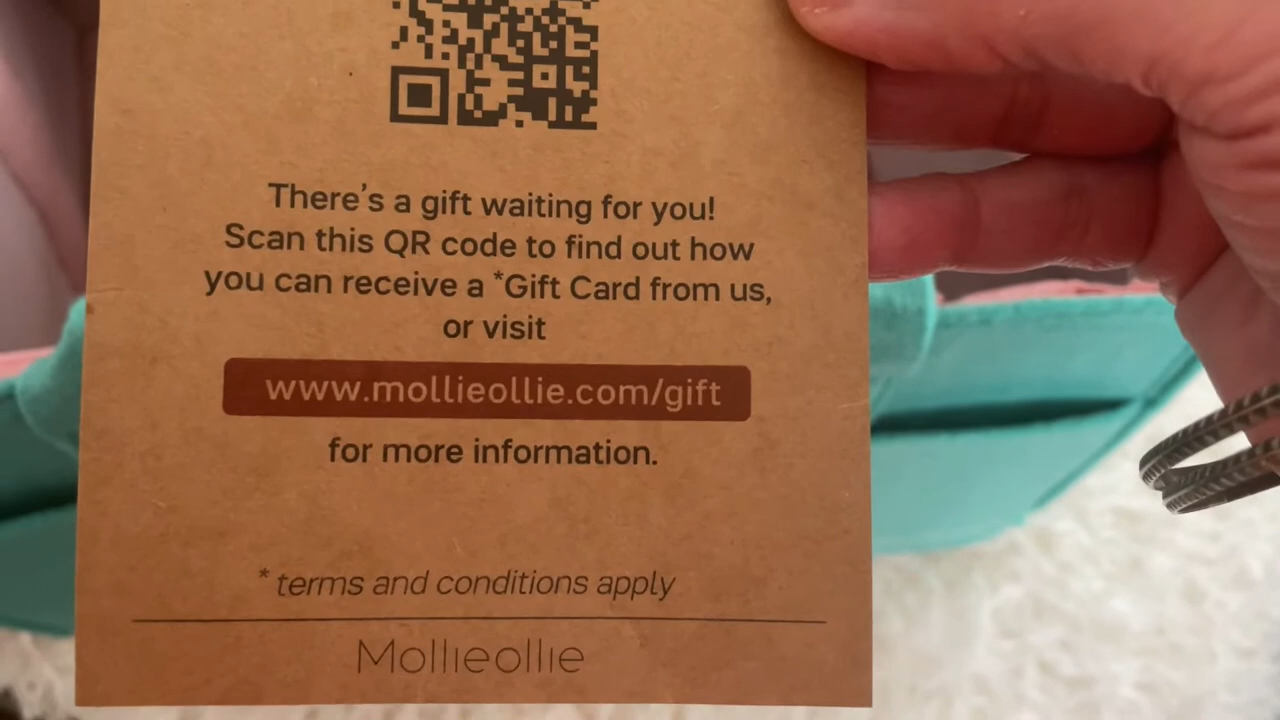 There's a gift waiting for you!
Scan this QR code to find out how
you can receive a *Gift Card from us,
or visit
www.mollieollie.com/gift
for more information.
* terms and conditions apply
Mollieollie